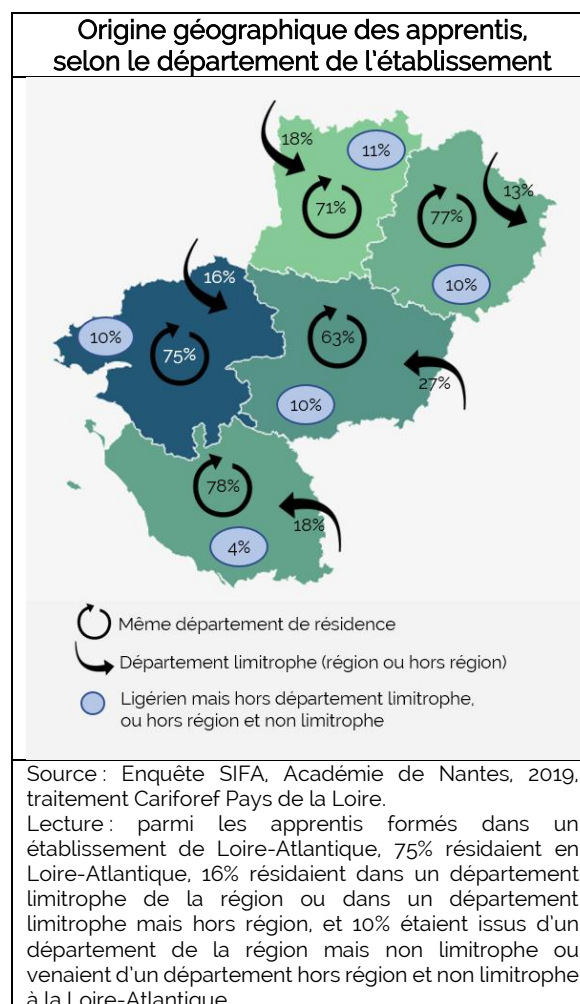 Origine géographique des apprentis,
selon le département de l'établissement
18%
11%
71%
13%
77%
10%
16%
10%
75%
63%
27%
10%
78%
18%
4%
Même département de résidence
Département limitrophe (région ou hors région)
Ligérien mais hors département limitrophe,
ou hors région et non limitrophe
Source : Enquête SIFA, Académie de Nantes, 2019,
traitement Cariforef Pays de la Loire.
Lecture : parmi les apprentis formés dans un
établissement de Loire-Atlantique, 75% résidaient en
Loire-Atlantique, 16% résidaient dans un département
limitrophe de la région ou dans un département
limitrophe mais hors région, et 10% étaient issus d'un
département de la région mais non limitrophe ou
venaient d'un département hors région et non limitrophe
à la Loire-Atlantique